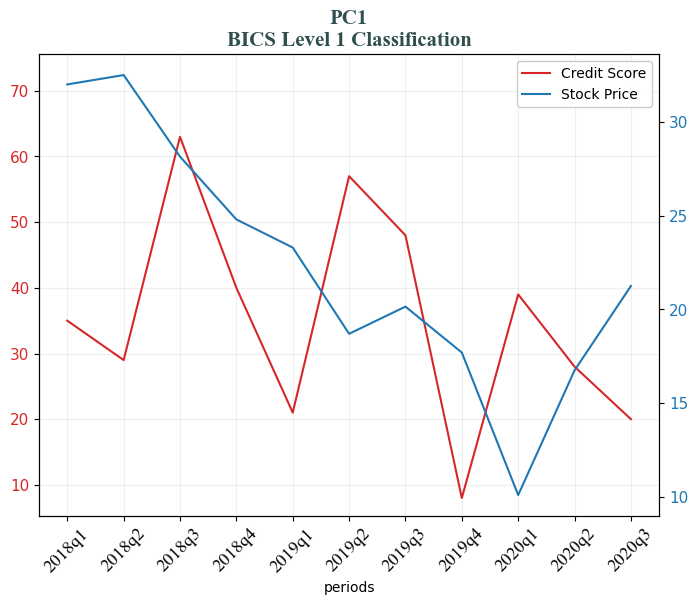 PC1
BICS Level 1 Classification
Credit Score
Stock Price
70
60
50
40
30
20
10
30
25
20
15
10
2018q1
2018q2
2018q3
2018q4
2019q1
2019q2
2019q3
2019q4
2020q1
2020q2
2020q3
periods